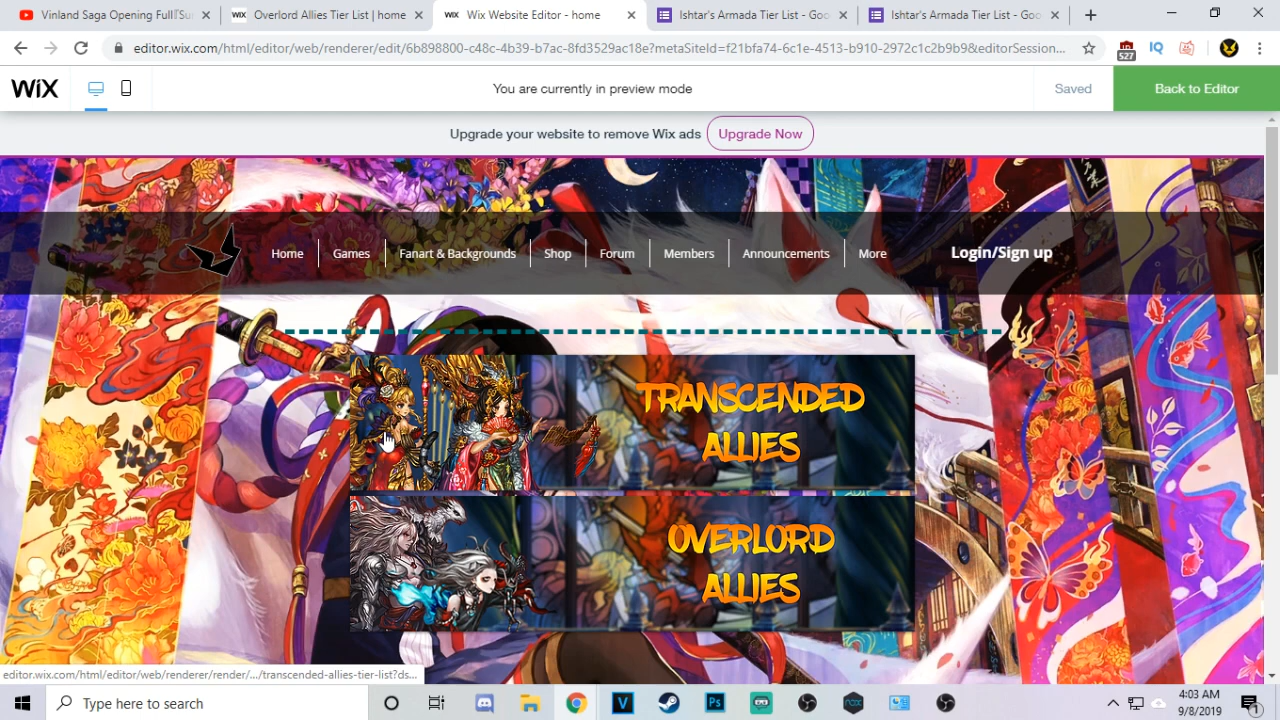 Vinland Saga Opening Full「Sur
Overlord Allies Tier List | home
WiX
Wix Website Editor - home
Ishtar's Armada Tier List - Goo
Ishtar's Armada Tier List - Goo
editor.wix.com/html/editor/web/renderer/edit/6b898800-c48c-4b39-b7ac-8fd3529ac18e?metaSiteId=f21bfa74-6c1e-4513-b910-2972c1c2b9b9&editorSession...
527
IQ
WiX
You are currently in preview mode
Saved
Back to Editor
Upgrade your website to remove Wix ads
Upgrade Now
Home
Games
Fanart & Backgrounds
Shop
Forum
Members
Announcements
More
Login/Sign up
TRANSCENDED
ALLIES
OVERLORD
ALLIES
editor.wix.com/html/editor/web/renderer/render/.../transcended-allies-tier-list?ds...
Type here to search
4:03 AM
9/8/2019